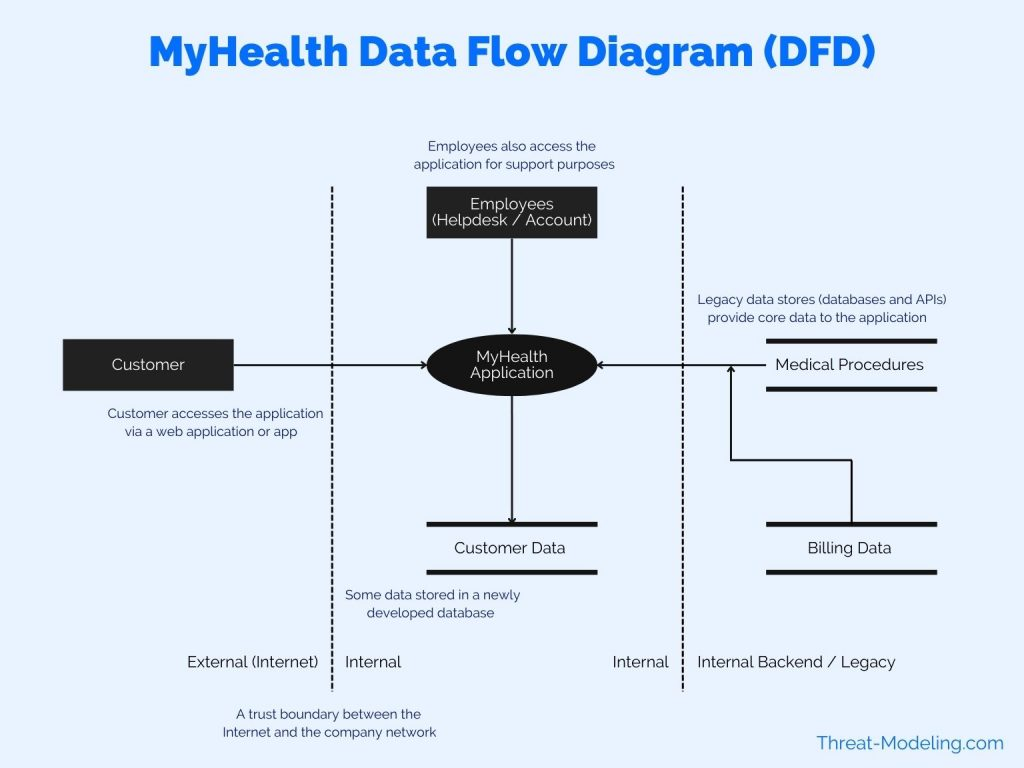 MyHealth Data Flow Diagram (DFD)
Employees also access the
application for support purposes
Employees
(Helpdesk / Account)
Legacy data stores (databases and APIs)
provide core data to the application
Customer
MyHealth
Application
Medical Procedures
Customer accesses the application
via a web application or app
Customer Data
Billing Data
Some data stored in a newly
developed database
External (Internet)
Internal
Internal
Internal Backend / Legacy
A trust boundary between the
Internet and the company network
Threat-Modeling.com